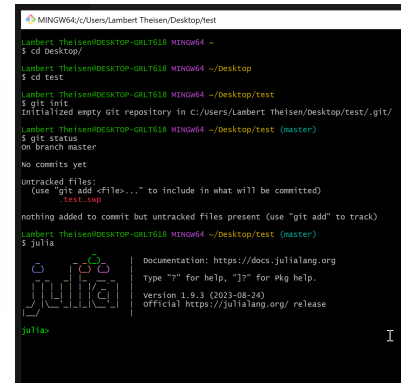 MINGW64:/c/Users/Lambert Theisen/Desktop/test
Lambert Theisen@DESKTOP-GRLT618 MINGW64 ~
$ cd Desktop/
Lambert Theisen@DESKTOP-GRLT618 MINGW64 ~/Desktop
$ cd test
Lambert Theisen@DESKTOP-GRLT618 MINGW64 ~/Desktop/test
$ git init
Initialized empty Git repository in C:/Users/Lambert Theisen/Desktop/test/.git/
Lambert Theisen@DESKTOP-GRLT618 MINGW64 ~/Desktop/test (master)
$ git status
On branch master
No commits yet
Untracked files:
(use "git add <file>..." to include in what will be committed)
.test.swp
nothing added to commit but untracked files present (use "git add" to track)
Lambert Theisen@DESKTOP-GRLT618 MINGW64 ~/Desktop/test (master)
$ julia
Documentation: https://docs.julialang.org
Type "?" for help, "]?" for Pkg help.
Version 1.9.3 (2023-08-24)
Official https://julialang.org/ release
julia>